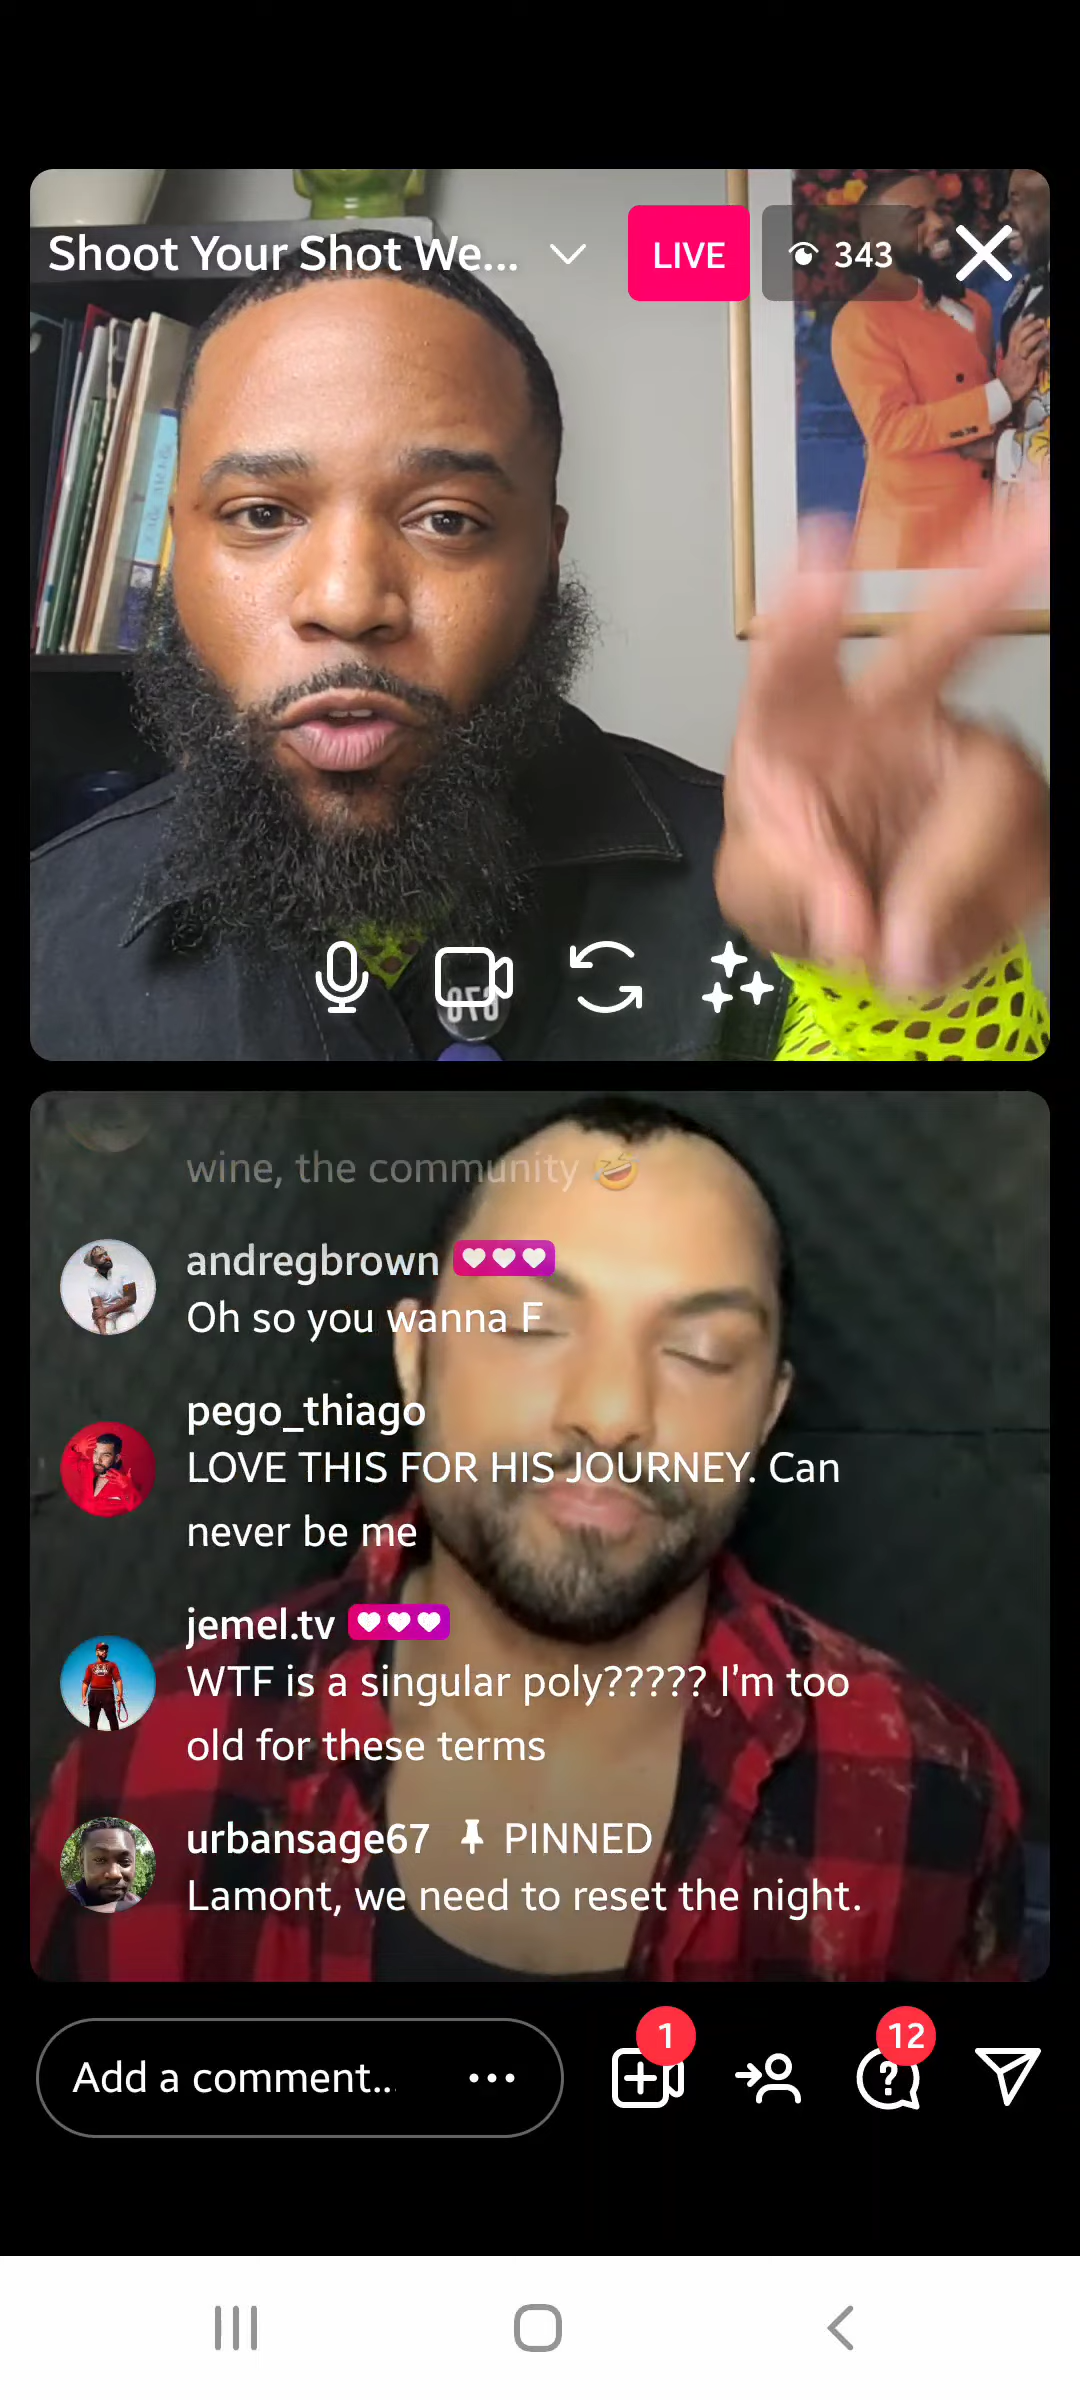 Shoot Your Shot We...
LIVE
343
wine, the community 🤣
andregbrown
Oh so you wanna F
pego_thiago
LOVE THIS FOR HIS JOURNEY. Can
never be me
jemel.tv
WTF is a singular poly????? I'm too
old for these terms
urbansage67 PINNED
Lamont, we need to reset the night.
Add a comment...
1
12